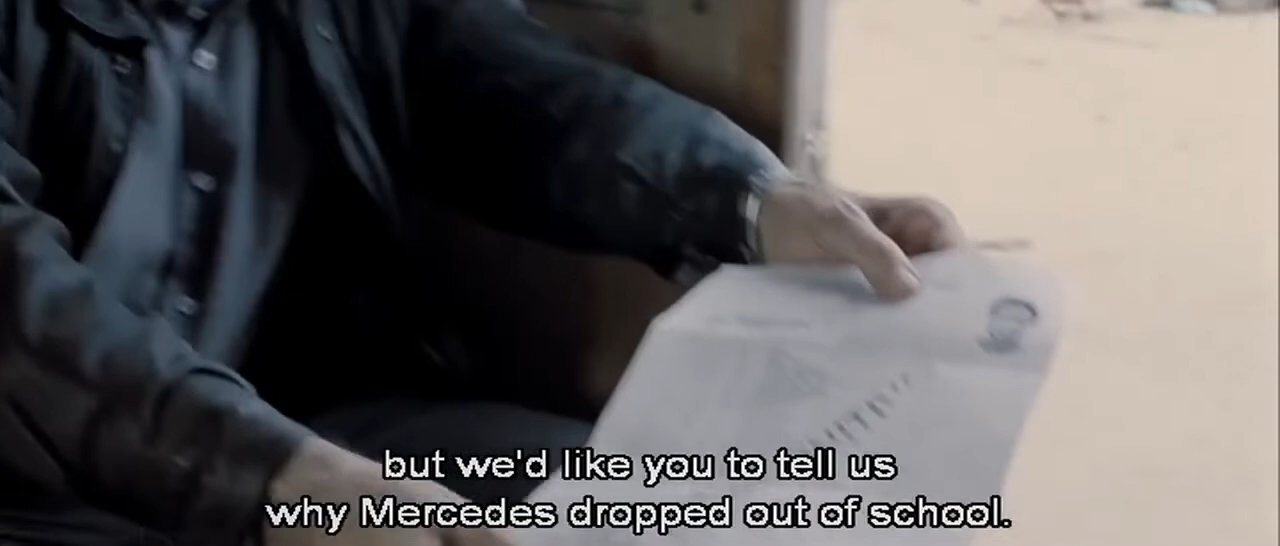 but we'd like you to tell us
why Mercedes dropped out of school.